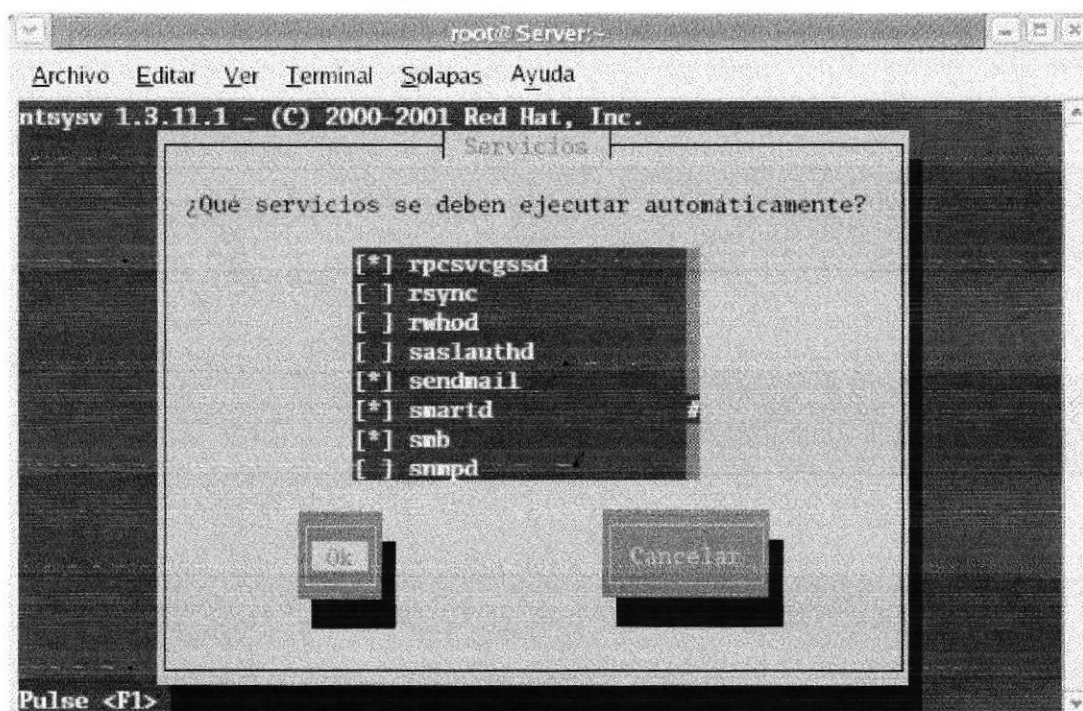 root@Server:~
Archivo Editar Ver Terminal Solapas Ayuda
ntsysv 1.3.11.1 - (C) 2000-2001 Red Hat, Inc.
Servicios
¿Qué servicios se deben ejecutar automáticamente?
[*] rpcsvcgssd
[ ] rsync
[ ] rwhod
[ ] saslauthd
[*] sendmail
[*] smartd #
[*] smb
[ ] snmpd
Ok Cancelar
Pulse <F1>